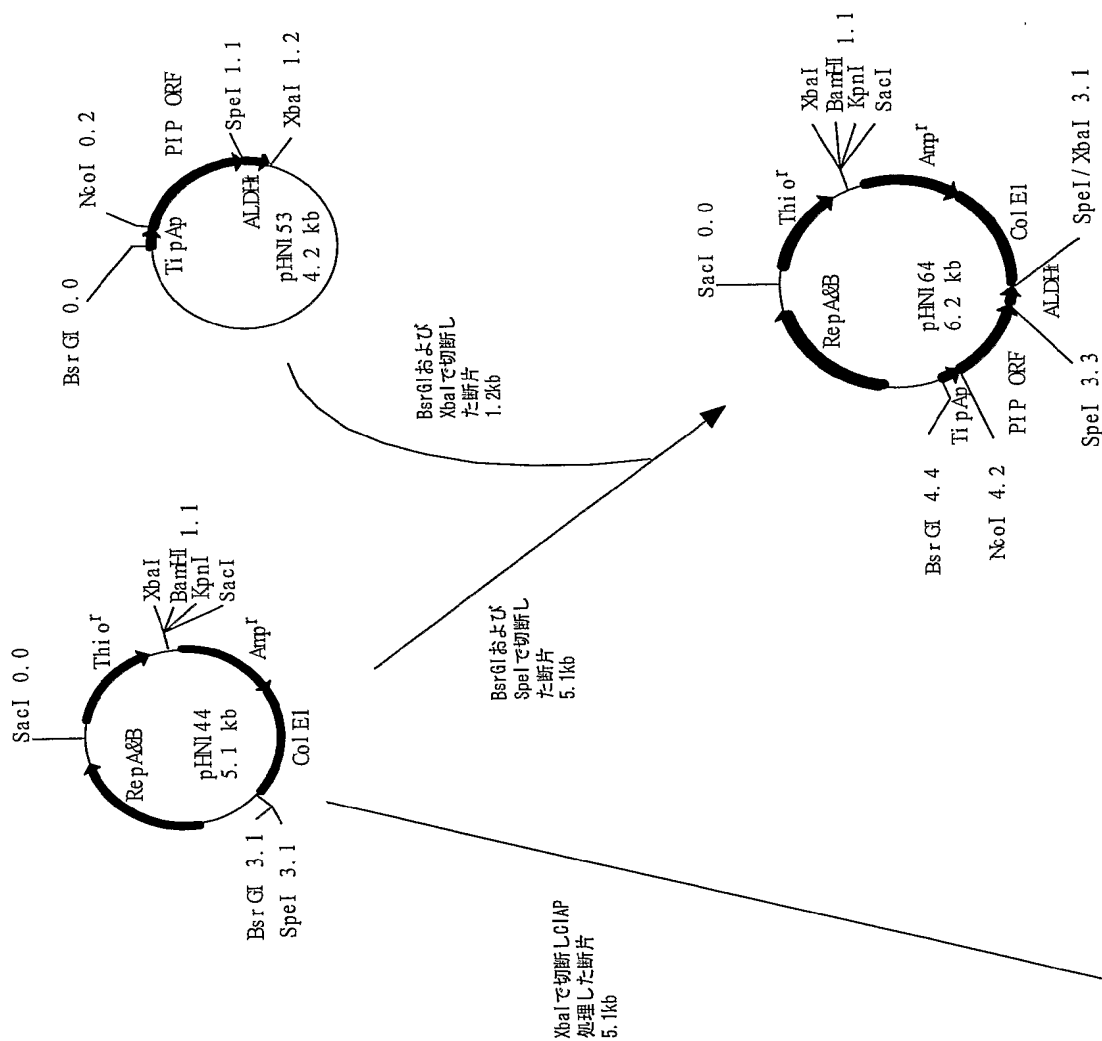 BsrGI 0.0
NcoI 0.2
PIP ORF
TipAp
SpeI 1.1
ALDHt
XbaI 1.2
pHN153
4.2 kb
BsrGIおよび
XbaIで切断し
た断片
1.2kb
SacI 0.0
Thio^r
XbaI
BamHI 1.1
KpnI
SacI
RepA&B
pHN144
5.1 kb
Amp^r
ColE1
BsrGI 3.1
SpeI 3.1
BsrGIおよび
SpeIで切断し
た断片
5.1kb
SacI 0.0
Thio^r
XbaI
BamHI 1.1
KpnI
SacI
RepA&B
pHN164
6.2 kb
Amp^r
ColE1
BsrGI 4.4
TipAp
NcoI 4.2
PIP ORF
SpeI 3.3
ALDHt
SpeI/XbaI 3.1
XbaIで切断しCIAP
処理した断片
5.1kb